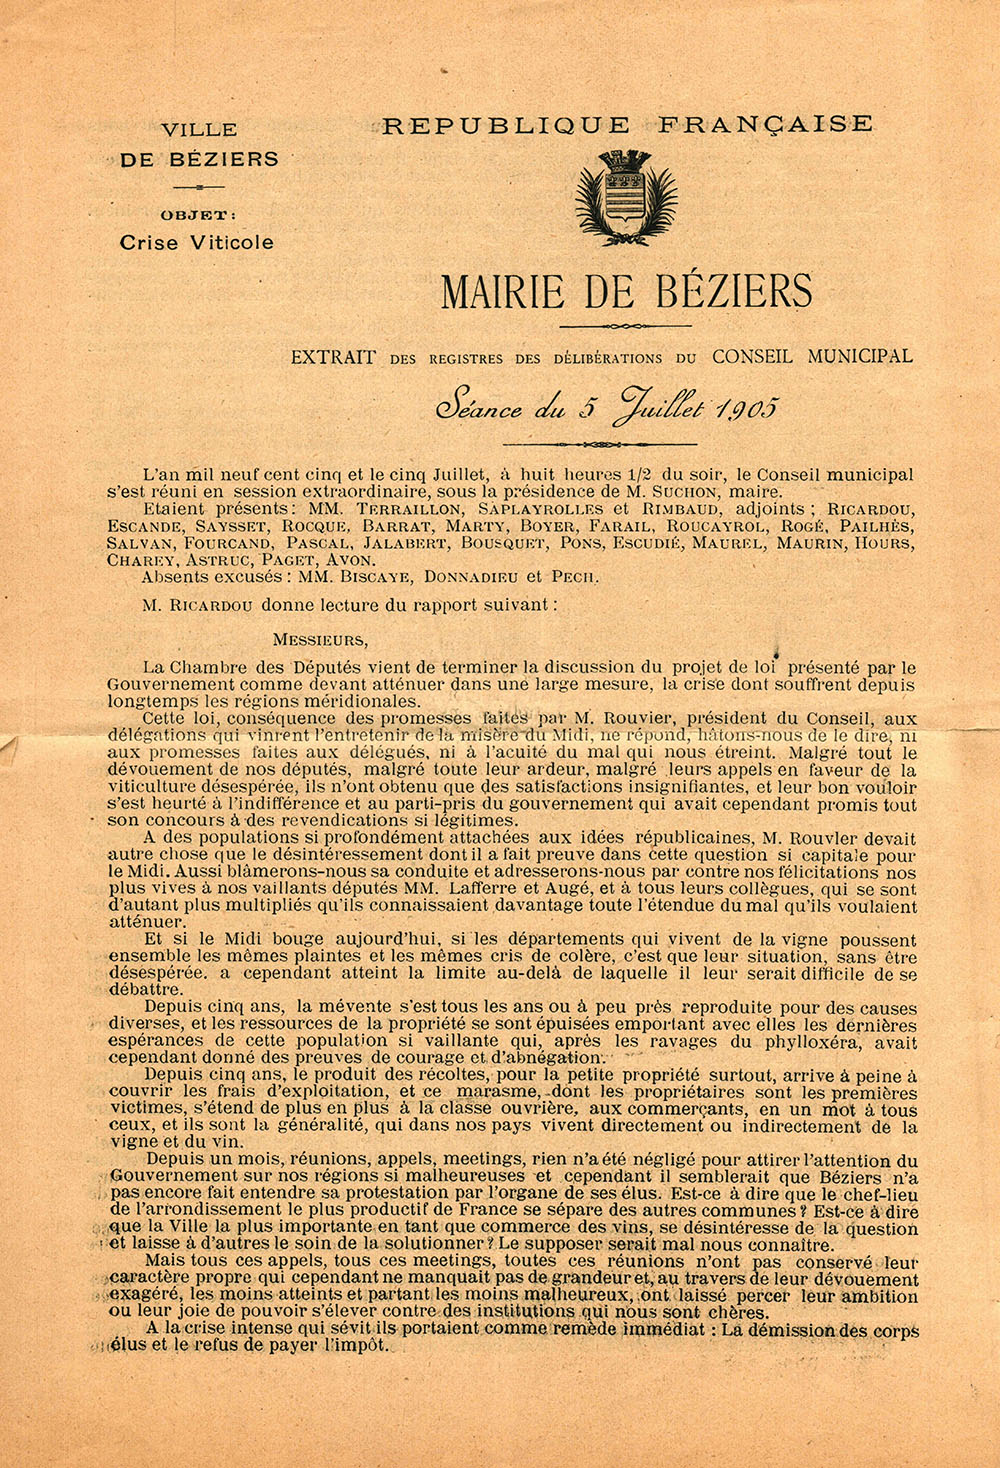 VILLE
DE BÉZIERS
OBJET:
Crise Viticole
REPUBLIQUE FRANÇAISE
MAIRIE DE BÉZIERS
EXTRAIT DES REGISTRES DES DÉLIBÉRATIONS DU CONSEIL MUNICIPAL
Séance du 5 Juillet 1905
L'an mil neuf cent cinq et le cinq Juillet, à huit heures 1/2 du soir, le Conseil municipal
s'est réuni en session extraordinaire, sous la présidence de M. SUCHON, maire.
Etaient présents: MM. TERRAILLON, SAPLAYROLLES et RIMBAUD, adjoints; RICARDOU,
ESCANDE, SAYSSET, ROCQUE, BARRAT, MARTY, BOYER, FARAIL, ROUCAYROL, ROGÉ, PAILHÈS,
SALVAN, FOURCAND, PASCAL, JALABERT, BOUSQUET, PONS, ESCUDIÉ, MAUREL, MAURIN, HOURS,
CHAREY, ASTRUC, PAGET, AVON.
Absents excusés: MM. BISCAYE, DONNADIEU et PECH.
M. RICARDOU donne lecture du rapport suivant:
MESSIEURS,
La Chambre des Députés vient de terminer la discussion du projet de loi présenté par le
Gouvernement comme devant atténuer dans une large mesure, la crise dont souffrent depuis
longtemps les régions méridionales.
Cette loi, conséquence des promesses faites par M. Rouvier, président du Conseil, aux
délégations qui vinrent l'entretenir de la misère du Midi, ne répond, hâtons-nous de le dire, ni
aux promesses faites aux délégués, ni à l'acuité du mal qui nous étreint. Malgré tout le
dévouement de nos députés, malgré toute leur ardeur, malgré leurs appels en faveur de la
viticulture désespérée, ils n'ont obtenu que des satisfactions insignifiantes, et leur bon vouloir
s'est heurté à l'indifférence et au parti-pris du gouvernement qui avait cependant promis tout
son concours à des revendications si légitimes.
A des populations si profondément attachées aux idées républicaines, M. Rouvler devait
autre chose que le désintéressement dont il a fait preuve dans cette question si capitale pour
le Midi. Aussi blâmerons-nous sa conduite et adresserons-nous par contre nos félicitations nos
plus vives à nos vaillants députés MM. Lafferre et Augé, et à tous leurs collègues, qui se sont
d'autant plus multipliés qu'ils connaissaient davantage toute l'étendue du mal qu'ils voulaient
atténuer.
Et si le Midi bouge aujourd'hui, si les départements qui vivent de la vigne poussent
ensemble les mêmes plaintes et les mêmes cris de colère, c'est que leur situation, sans être
désespérée. a cependant atteint la limite au-delà de laquelle il leur serait difficile de se
débattre.
Depuis cinq ans, la mévente s'est tous les ans ou à peu près reproduite pour des causes
diverses, et les ressources de la propriété se sont épuisées emportant avec elles les dernières
espérances de cette population si vaillante qui, après les ravages du phylloxéra, avait
cependant donné des preuves de courage et d'abnégation.
Depuis cinq ans, le produit des récoltes, pour la petite propriété surtout, arrive à peine à
couvrir les frais d'exploitation, et ce marasme, dont les propriétaires sont les premières
victimes, s'étend de plus en plus à la classe ouvrière, aux commerçants, en un mot à tous
ceux, et ils sont la généralité, qui dans nos pays vivent directement ou indirectement de la
vigne et du vin.
Depuis un mois, réunions, appels, meetings, rien n'a été négligé pour attirer l'attention du
Gouvernement sur nos régions si malheureuses et cependant il semblerait que Béziers n'a
pas encore fait entendre sa protestation par l'organe de ses élus. Est-ce à dire que le chef-lieu
de l'arrondissement le plus productif de France se sépare des autres communes? Est-ce à dire
que la Ville la plus importante en tant que commerce des vins, se désintéresse de la question
et laisse à d'autres le soin de la solutionner? Le supposer serait mal nous connaître.
Mais tous ces appels, tous ces meetings, toutes ces réunions n'ont pas conservé leur
caractère propre qui cependant ne manquait pas de grandeur et, au travers de leur dévouement
exagéré, les moins atteints et partant les moins malheureux, ont laissé percer leur ambition
ou leur joie de pouvoir s'élever contre des institutions qui nous sont chères.
A la crise intense qui sévit ils portaient comme remède immédiat: La démission des corps
élus et le refus de payer l'impôt.